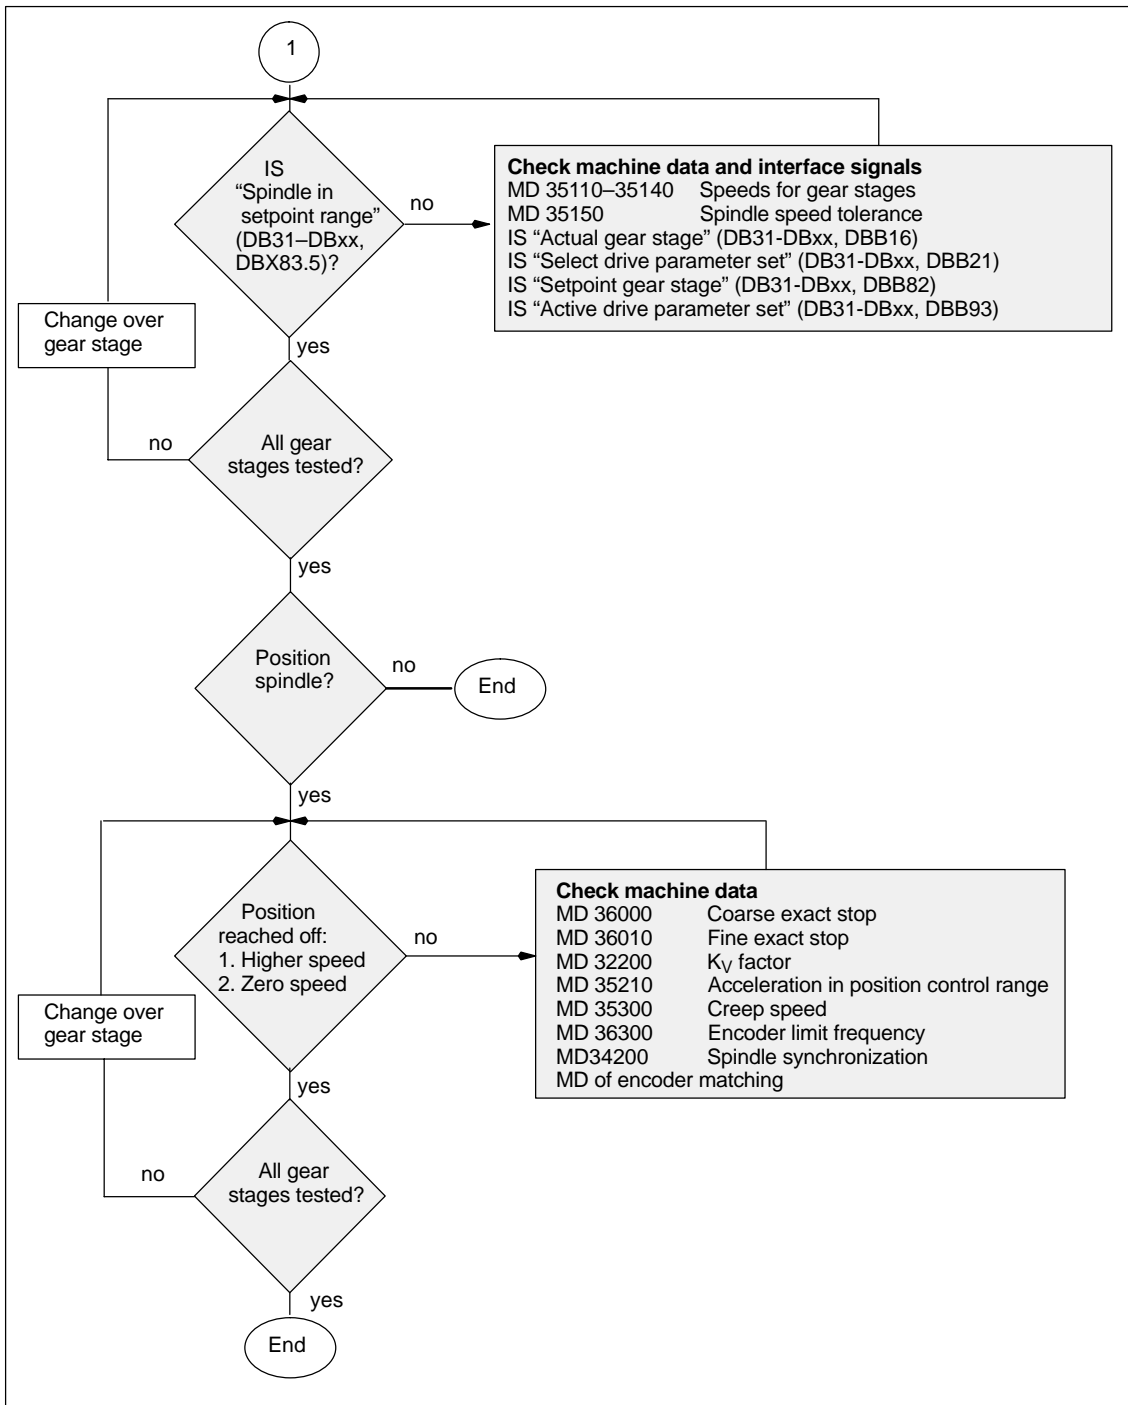 1
IS
“Spindle in
setpoint range”
(DB31–DBxx,
DBX83.5)?
no
Check machine data and interface signals
MD 35110–35140 Speeds for gear stages
MD 35150 Spindle speed tolerance
IS “Actual gear stage” (DB31-DBxx, DBB16)
IS “Select drive parameter set” (DB31-DBxx, DBB21)
IS “Setpoint gear stage” (DB31-DBxx, DBB82)
IS “Active drive parameter set” (DB31-DBxx, DBB93)
Change over
gear stage
yes
no
All gear
stages tested?
yes
Position
spindle?
no
End
yes
Position
reached off:
1. Higher speed
2. Zero speed
no
Check machine data
MD 36000 Coarse exact stop
MD 36010 Fine exact stop
MD 32200 KV factor
MD 35210 Acceleration in position control range
MD 35300 Creep speed
MD 36300 Encoder limit frequency
MD34200 Spindle synchronization
MD of encoder matching
Change over
gear stage
yes
no
All gear
stages tested?
yes
End